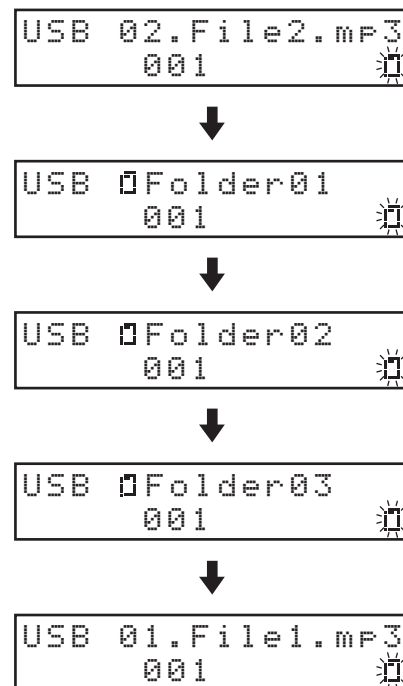 USB 02.File2.mp3
001
USB Folder01
001
USB Folder02
001
USB Folder03
001
USB 01.File1.mp3
001